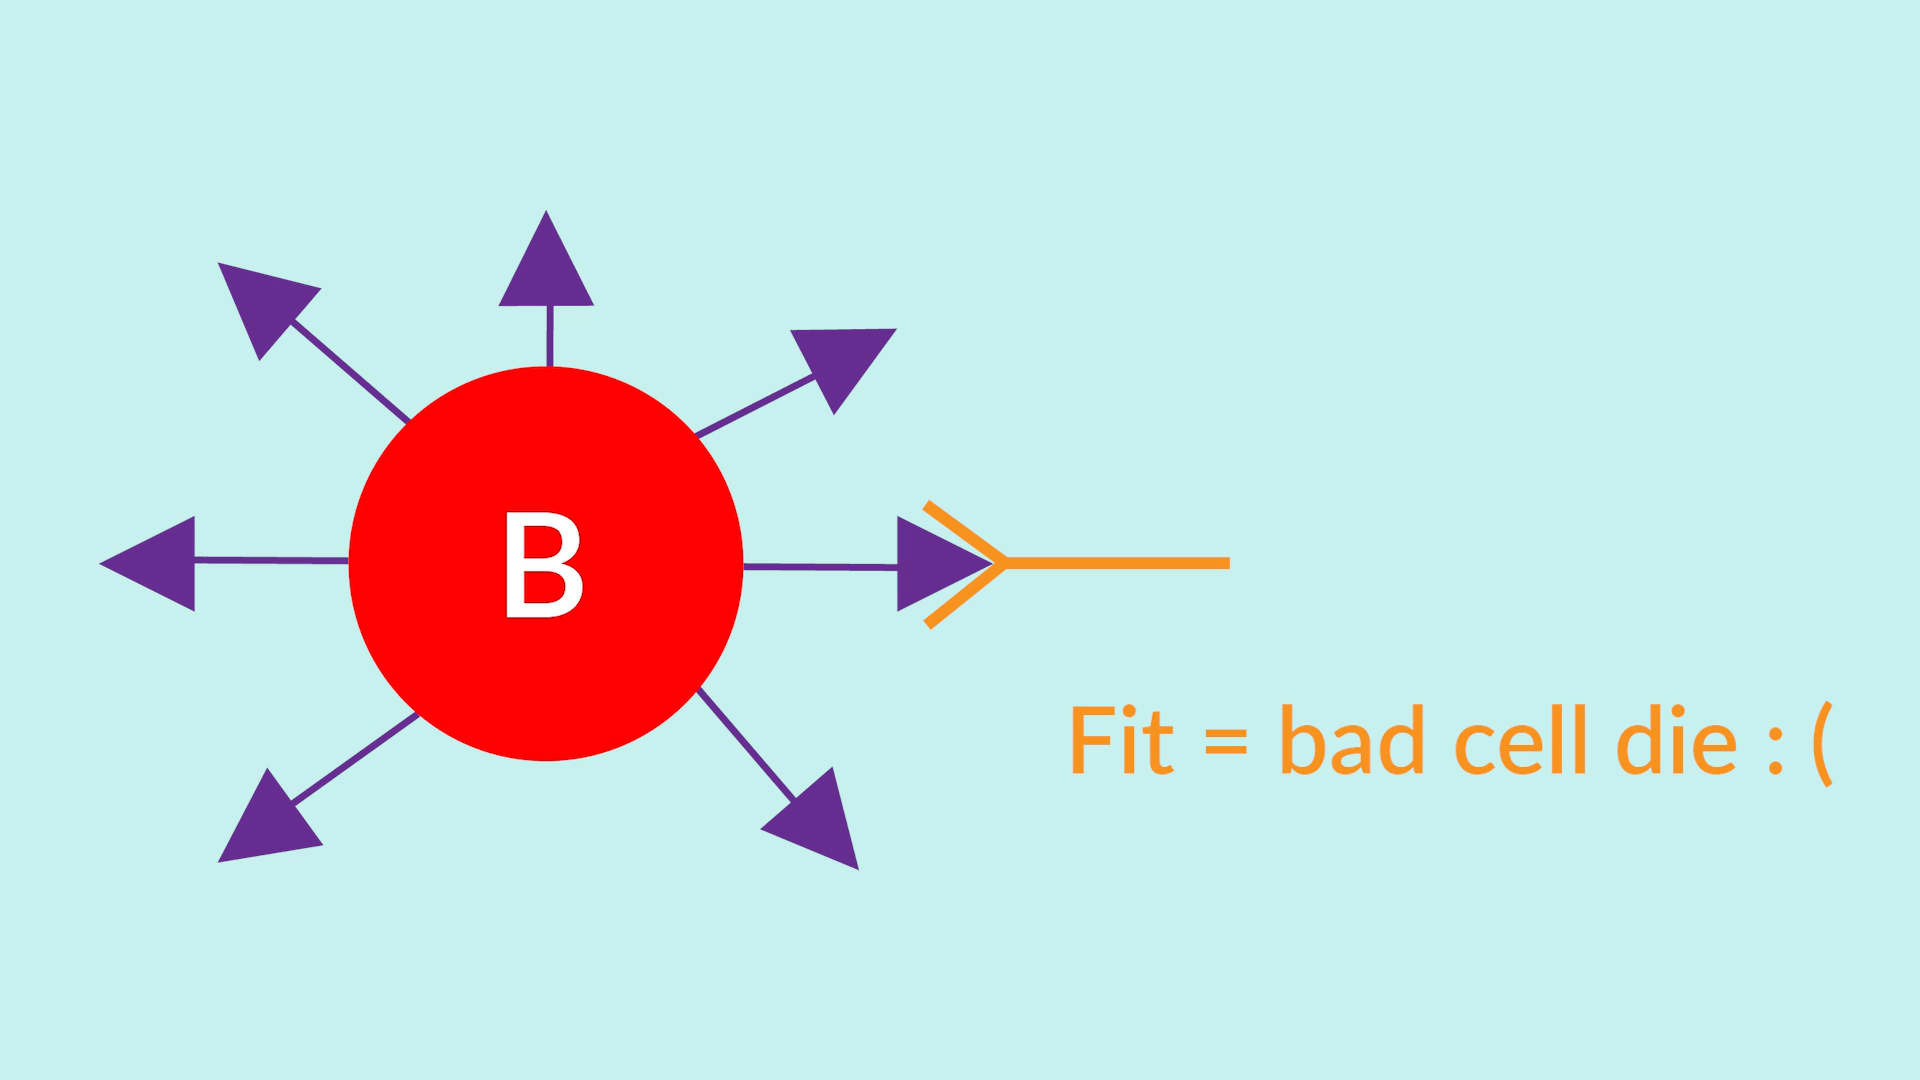 B
Fit = bad cell die : (